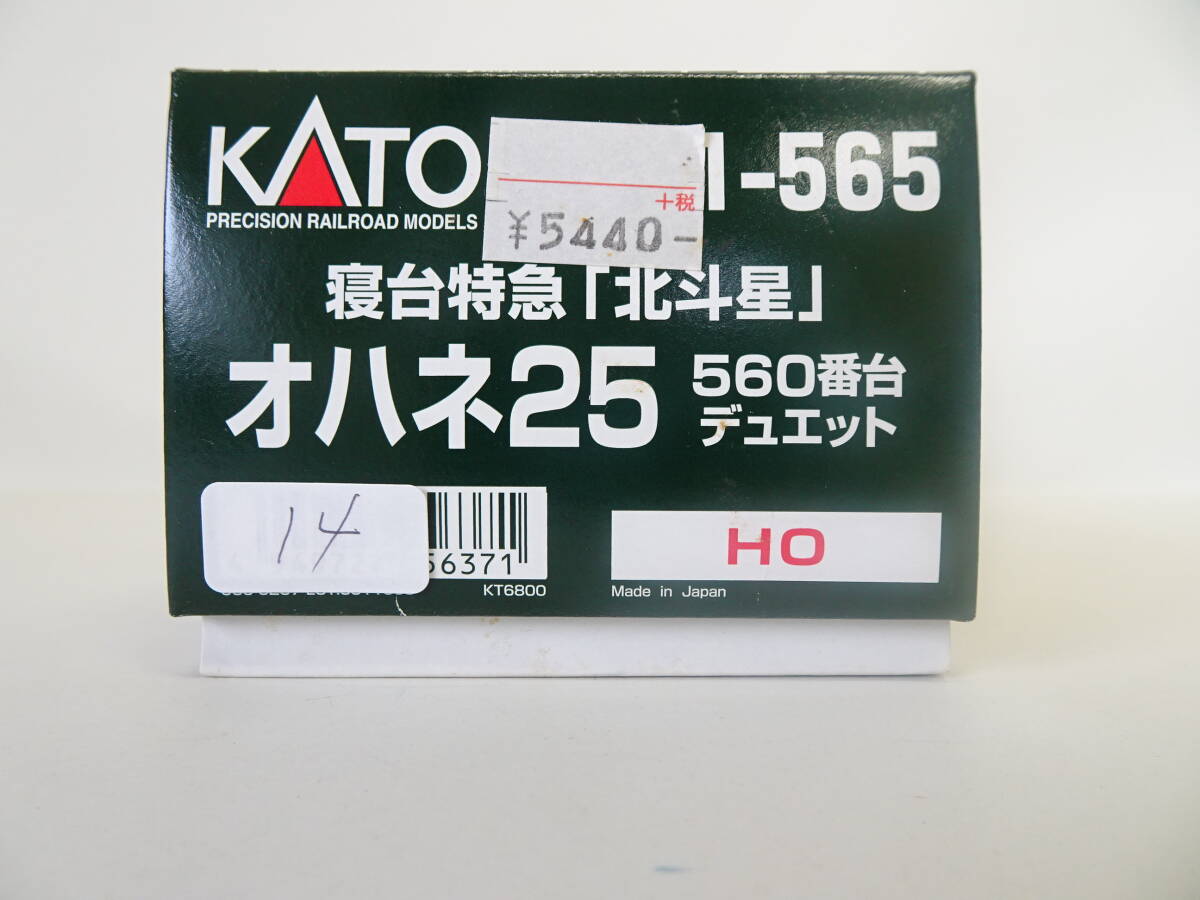 KATO
PRECISION RAILROAD MODELS
1-565
+税
¥5440-
寝台特急「北斗星」
オハネ25
560番台
デュエット
14
56371
KT6800
HO
Made in Japan